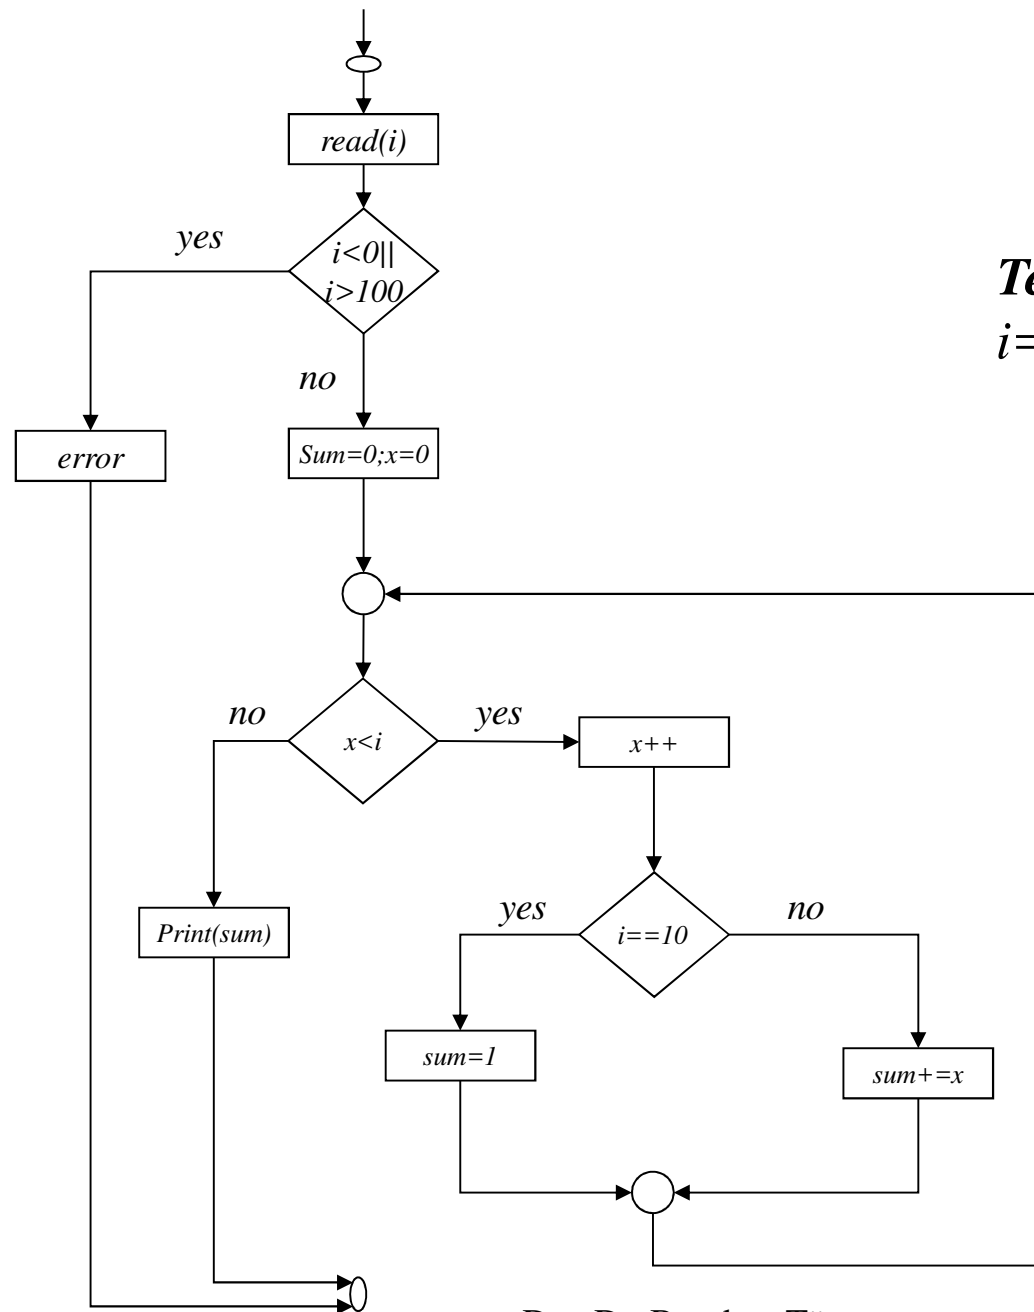 read(i)
yes
i<0||
i>100
no
error
Sum=0;x=0
no
x<i
yes
x++
yes
i==10
no
Print(sum)
sum=1
sum+=x
i=